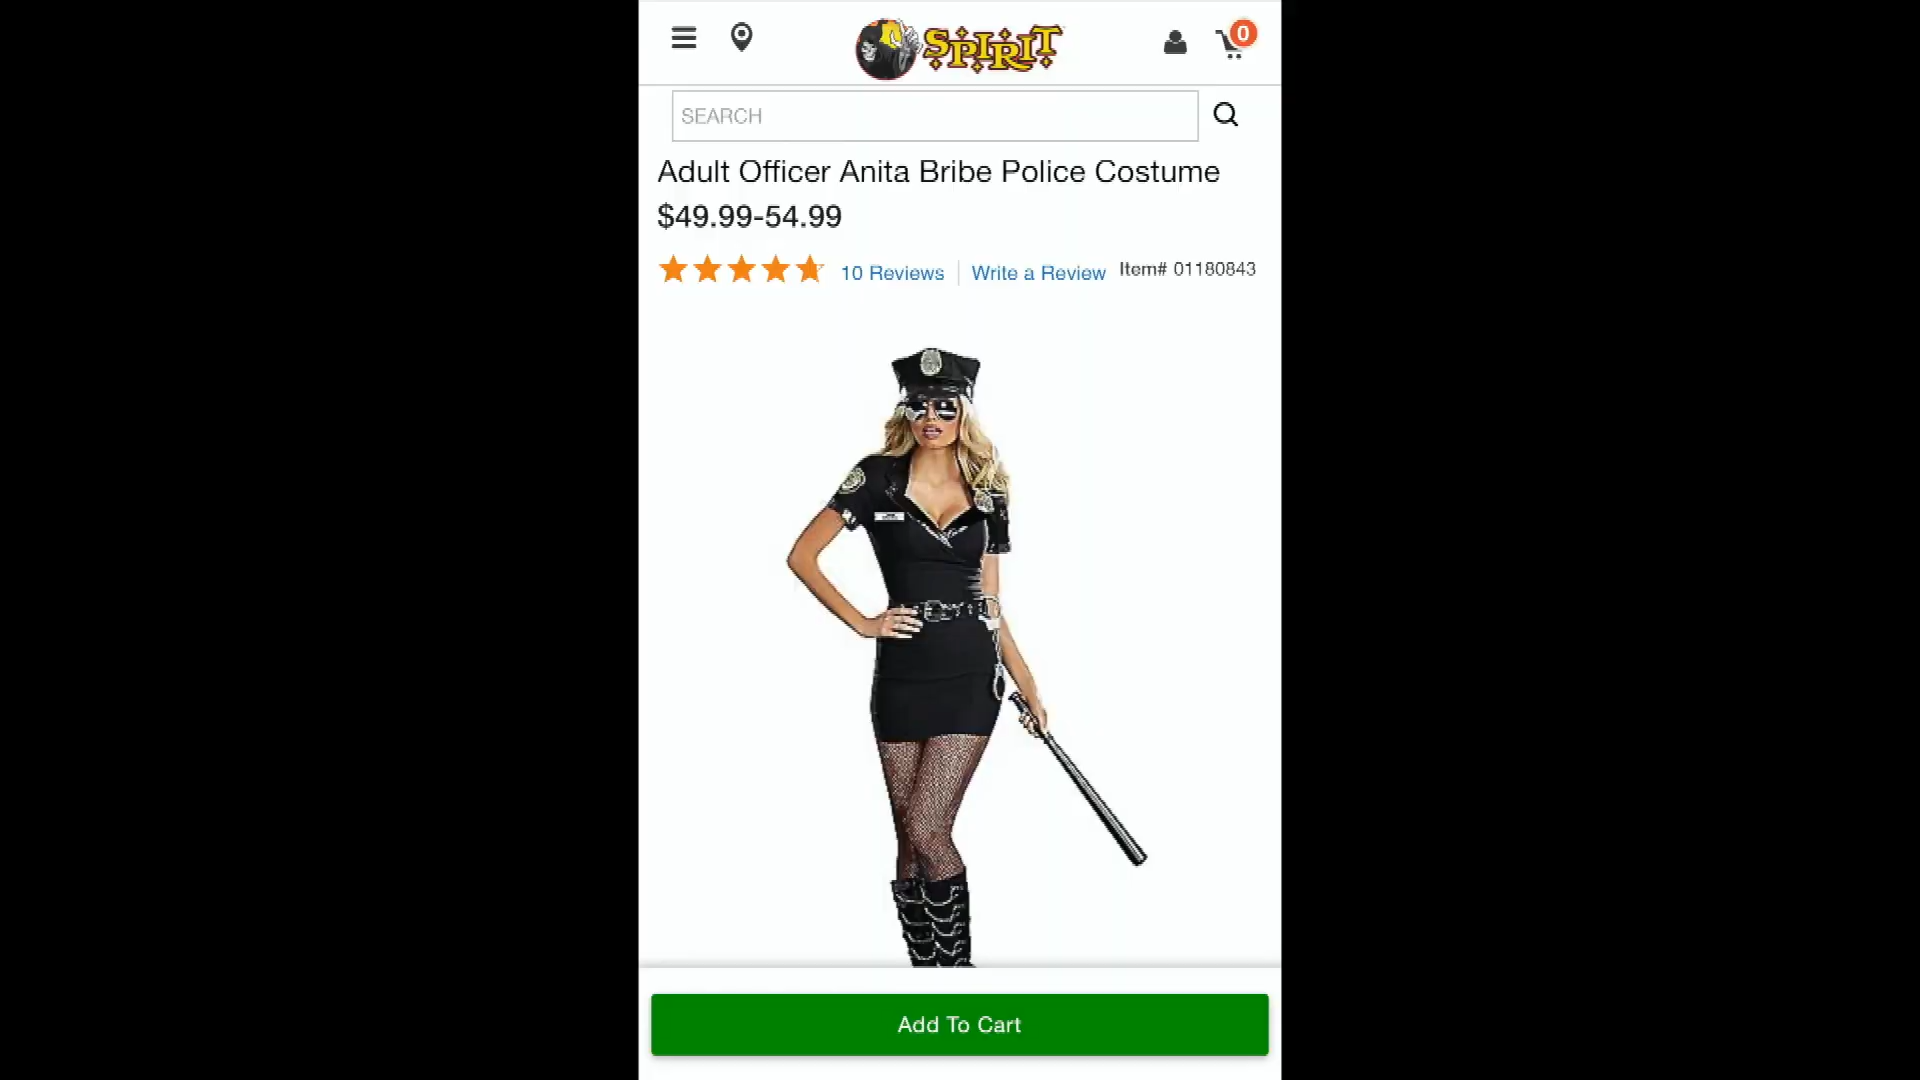 SPIRIT
0
SEARCH
Adult Officer Anita Bribe Police Costume
$49.99-54.99
10 Reviews
Write a Review
Item# 01180843
Add To Cart